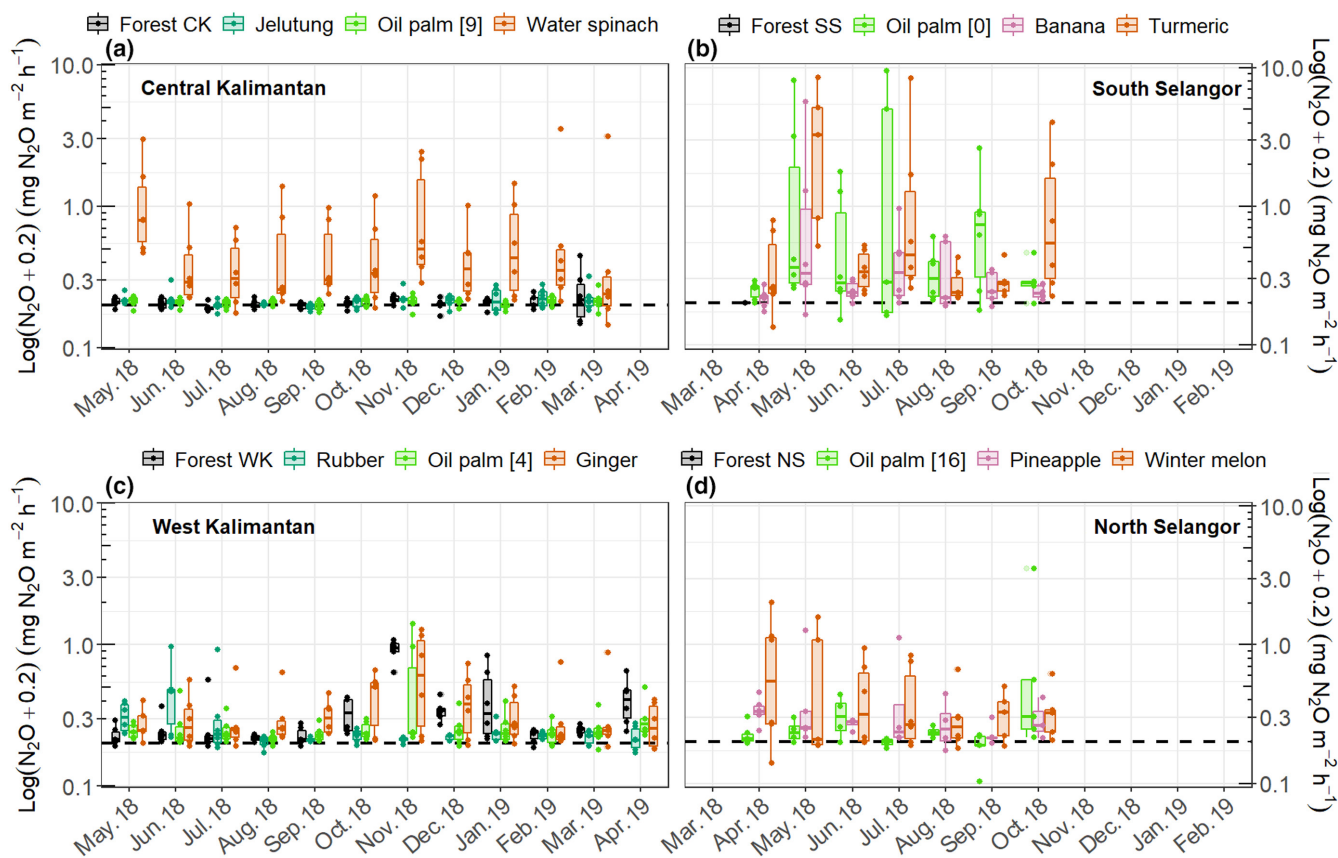 Forest CK Jelutung Oil palm [9] Water spinach
Forest SS Oil palm [0] Banana Turmeric
(a)
(b)
Central Kalimantan
South Selangor
Log(N₂O + 0.2) (mg N₂O m⁻² h⁻¹)
10.0
3.0
1.0
0.3
0.1
10.0
3.0
1.0
0.3
0.1
Log(N₂O + 0.2) (mg N₂O m⁻² h⁻¹)
May. 18 Jun. 18 Jul. 18 Aug. 18 Sep. 18 Oct. 18 Nov. 18 Dec. 18 Jan. 19 Feb. 19 Mar. 19 Apr. 19
Mar. 18 Apr. 18 May. 18 Jun. 18 Jul. 18 Aug. 18 Sep. 18 Oct. 18 Nov. 18 Dec. 18 Jan. 19 Feb. 19
Forest WK Rubber Oil palm [4] Ginger
Forest NS Oil palm [16] Pineapple Winter melon
(c)
(d)
West Kalimantan
North Selangor
Log(N₂O + 0.2) (mg N₂O m⁻² h⁻¹)
10.0
3.0
1.0
0.3
0.1
10.0
3.0
1.0
0.3
0.1
Log(N₂O + 0.2) (mg N₂O m⁻² h⁻¹)
May. 18 Jun. 18 Jul. 18 Aug. 18 Sep. 18 Oct. 18 Nov. 18 Dec. 18 Jan. 19 Feb. 19 Mar. 19 Apr. 19
Mar. 18 Apr. 18 May. 18 Jun. 18 Jul. 18 Aug. 18 Sep. 18 Oct. 18 Nov. 18 Dec. 18 Jan. 19 Feb. 19